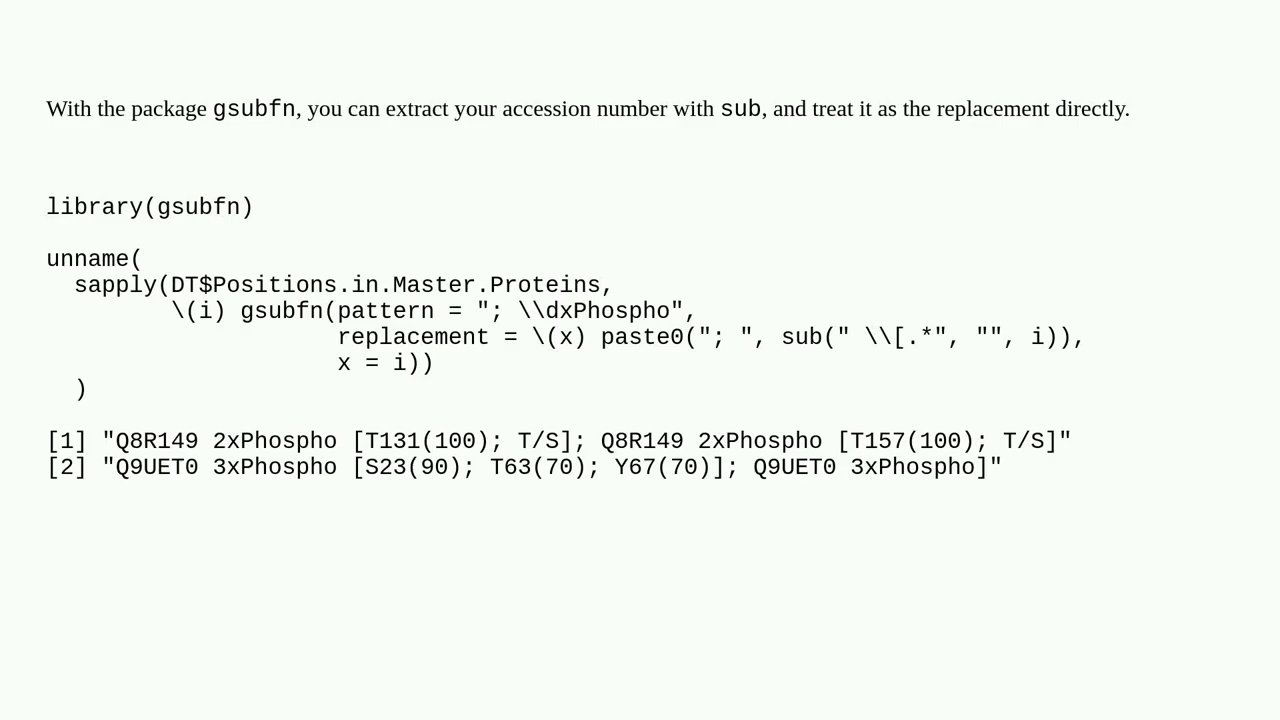 With the package gsubfn, you can extract your accession number with sub, and treat it as the replacement directly.
library(gsubfn)
unname(
  sapply(DT$Positions.in.Master.Proteins,
         \(i) gsubfn(pattern = "; \\dxPhospho",
                     replacement = \(x) paste0("; ", sub(" \\[.*", "", i)),
                     x = i))
  )
[1] "Q8R149 2xPhospho [T131(100); T/S]; Q8R149 2xPhospho [T157(100); T/S]"
[2] "Q9UET0 3xPhospho [S23(90); T63(70); Y67(70)]; Q9UET0 3xPhospho]"